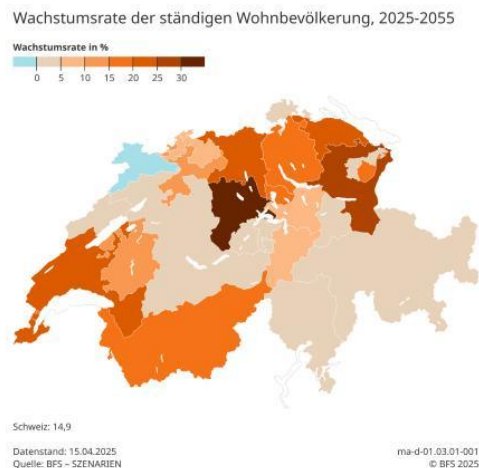 Wachstumsrate der ständigen Wohnbevölkerung, 2025-2055
Wachstumsrate in %
0 5 10 15 20 25 30
Schweiz: 14,9
Datenstand: 15.04.2025
Quelle: BFS – SZENARIEN
ma-d-01.03.01-001
© BFS 2025